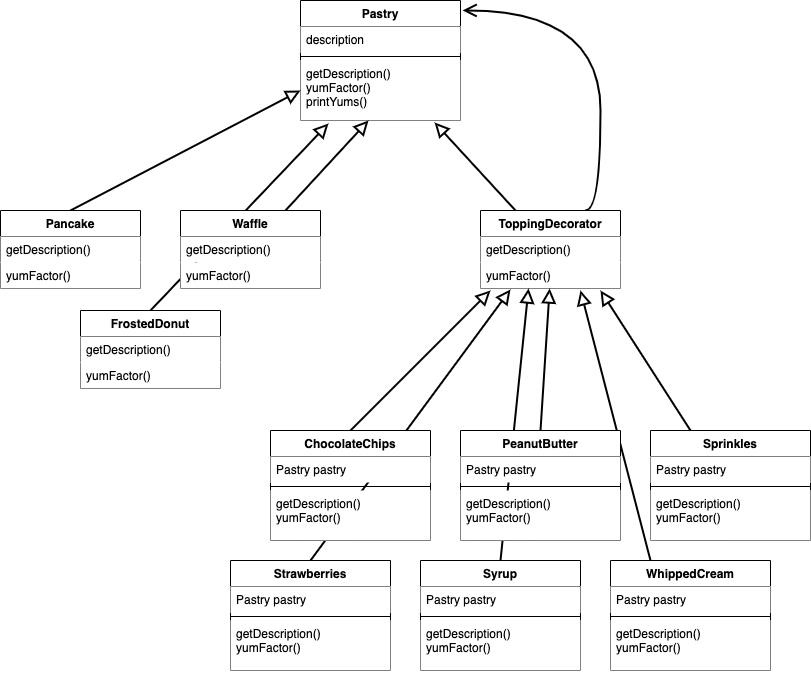 Pastry
description
getDescription()
yumFactor()
printYums()
Pancake
getDescription()
yumFactor()
Waffle
getDescription()
yumFactor()
ToppingDecorator
getDescription()
yumFactor()
FrostedDonut
getDescription()
yumFactor()
ChocolateChips
Pastry pastry
getDescription()
yumFactor()
PeanutButter
Pastry pastry
getDescription()
yumFactor()
Sprinkles
Pastry pastry
getDescription()
yumFactor()
Strawberries
Pastry pastry
getDescription()
yumFactor()
Syrup
Pastry pastry
getDescription()
yumFactor()
WhippedCream
Pastry pastry
getDescription()
yumFactor()